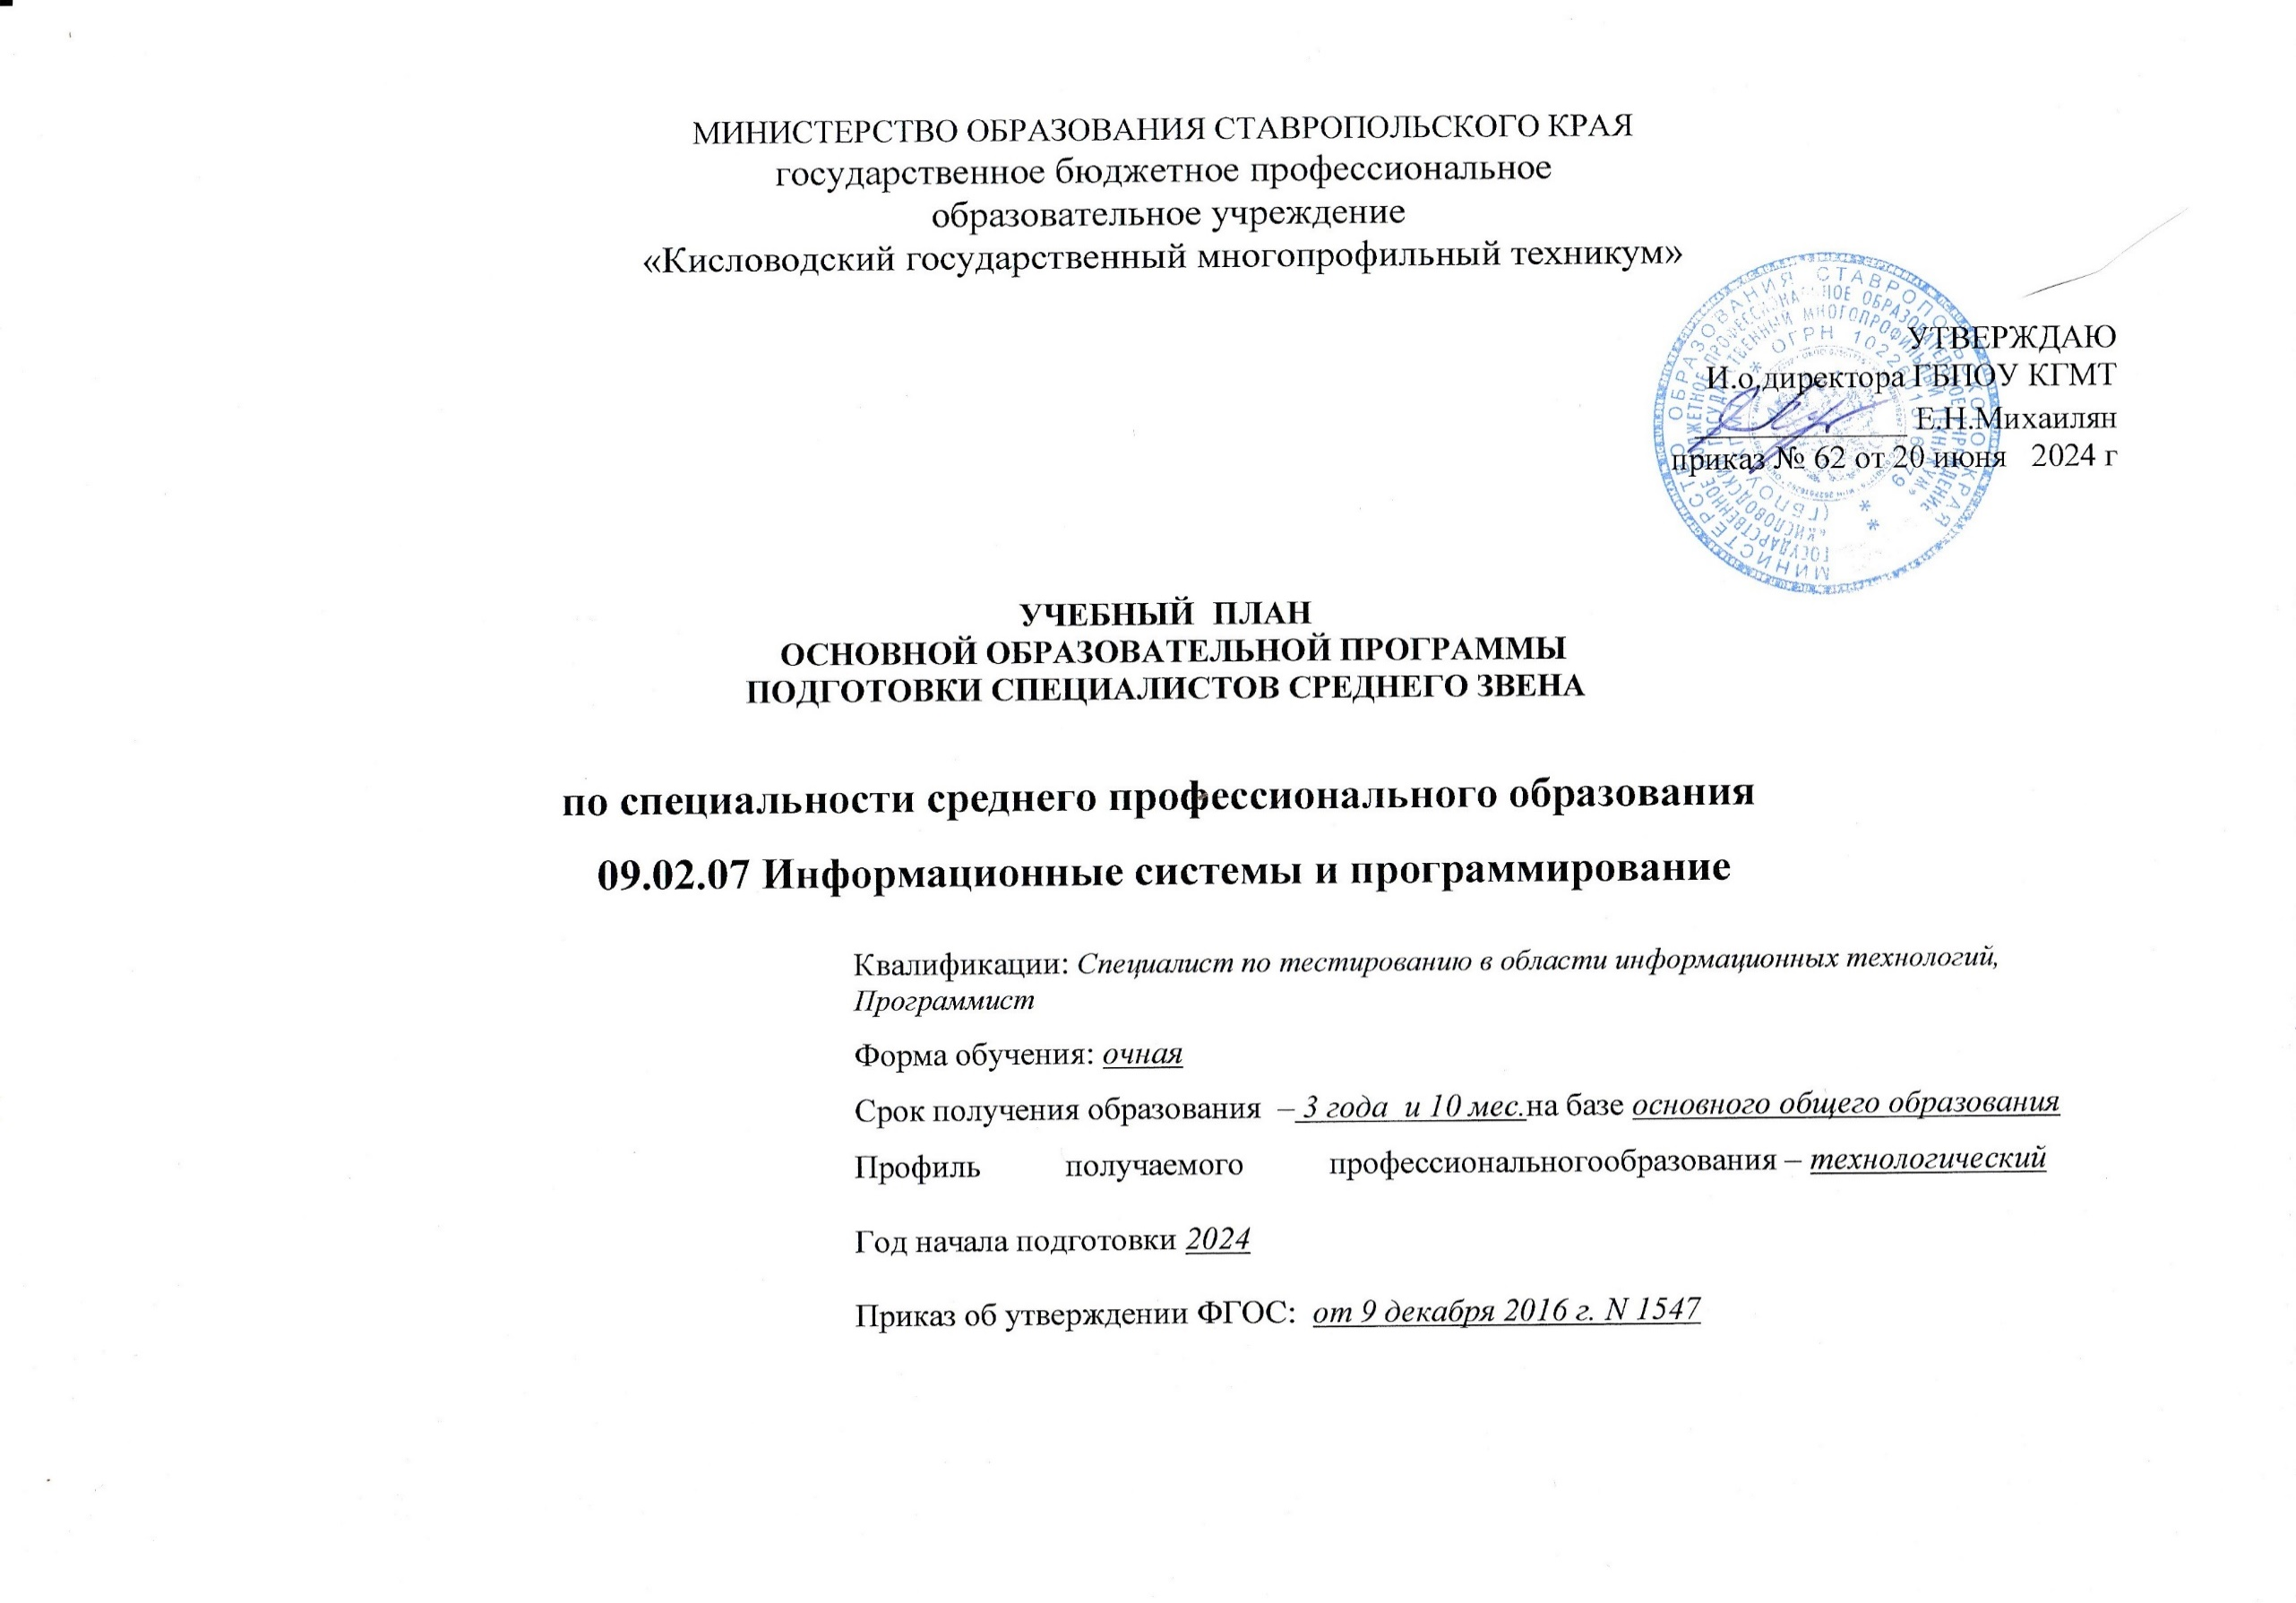 МИНИСТЕРСТВО ОБРАЗОВАНИЯ СТАВРОПОЛЬСКОГО КРАЯ
государственное бюджетное профессиональное
образовательное учреждение
«Кисловодский государственный многопрофильный техникум»
УТВЕРЖДАЮ
И.о.директора ГБПОУ КГМТ
Е.Н.Михаилян
приказ № 62 от 20 июня 2024 г
УЧЕБНЫЙ ПЛАН
ОСНОВНОЙ ОБРАЗОВАТЕЛЬНОЙ ПРОГРАММЫ
ПОДГОТОВКИ СПЕЦИАЛИСТОВ СРЕДНЕГО ЗВЕНА
по специальности среднего профессионального образования
09.02.07 Информационные системы и программирование
Квалификации: Специалист по тестированию в области информационных технологий,
Программист
Форма обучения: очная
Срок получения образования – 3 года и 10 мес.на базе основного общего образования
Профиль получаемого профессиональногообразования – технологический
Год начала подготовки 2024
Приказ об утверждении ФГОС: от 9 декабря 2016 г. N 1547
МИНИСТЕРСТВО ОБРАЗОВАНИЯ СТАВРОПОЛЬСКОГО КРАЯ